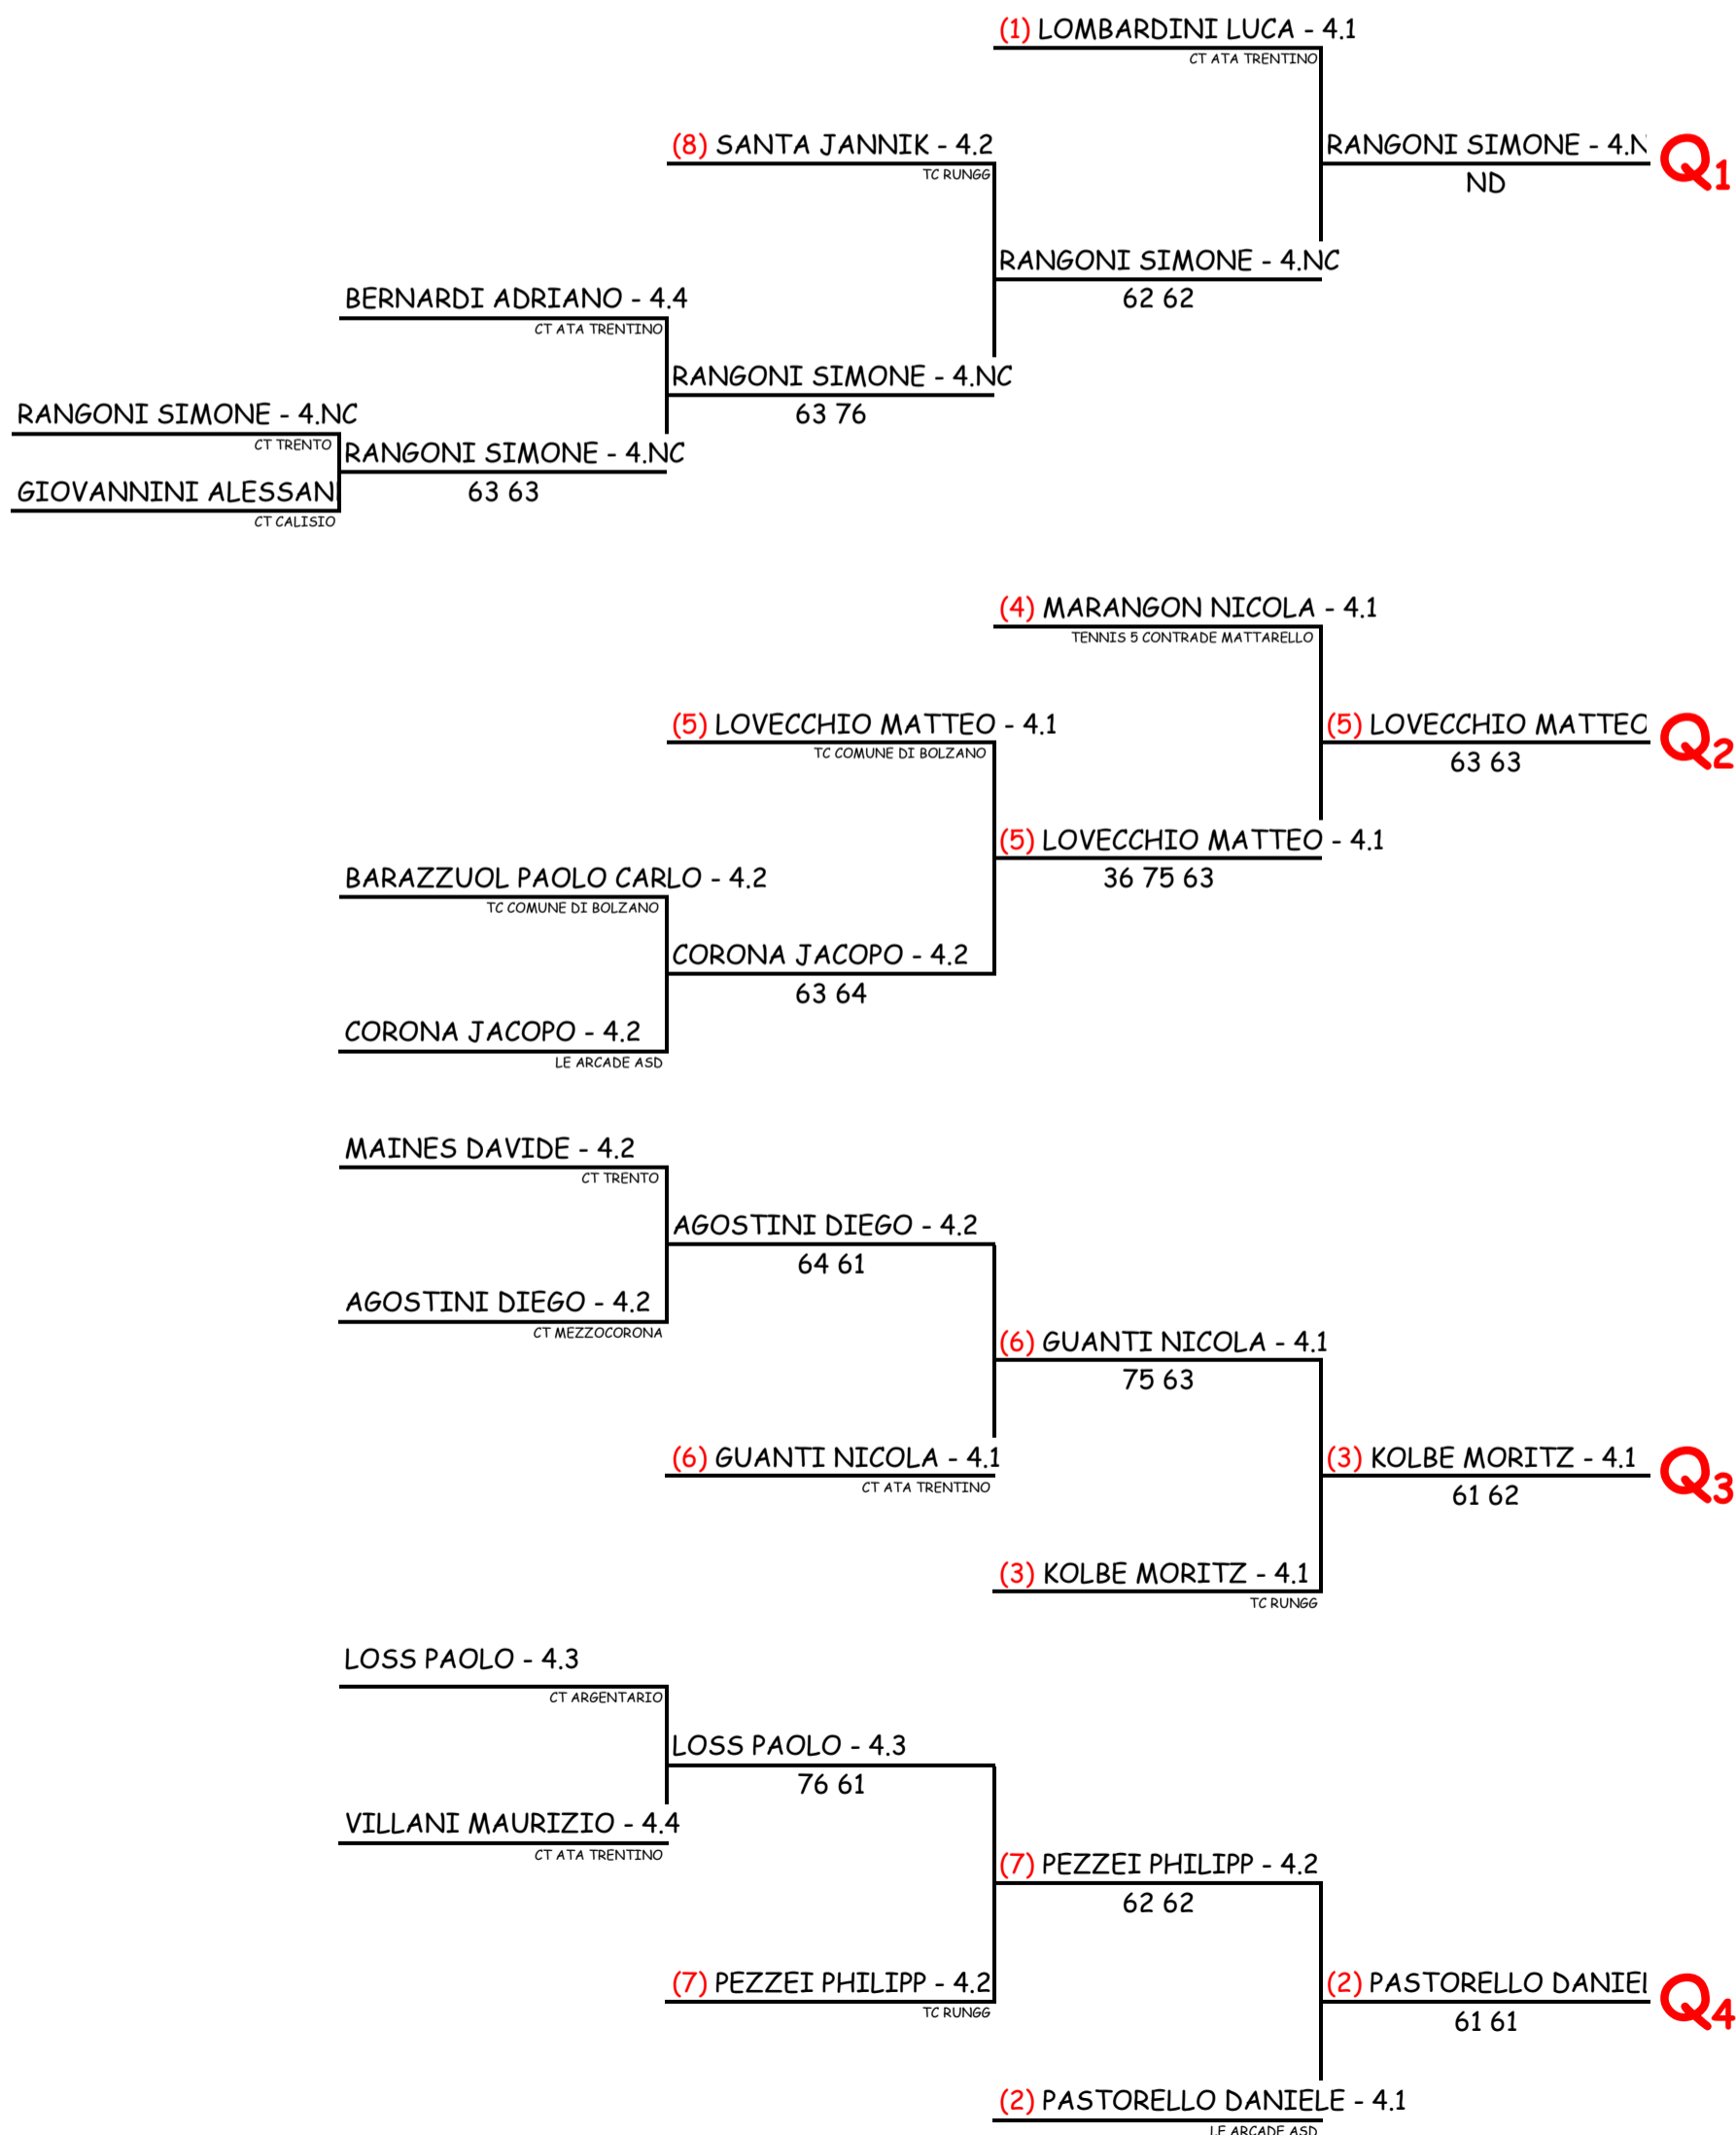 (1) LOMBARDINI LUCA - 4.1
CT ATA TRENTINO
(8) SANTA JANNIK - 4.2
TC RUNGG
RANGONI SIMONE - 4.N
Q1
ND
RANGONI SIMONE - 4.NC
62 62
BERNARDI ADRIANO - 4.4
CT ATA TRENTINO
RANGONI SIMONE - 4.NC
63 76
RANGONI SIMONE - 4.NC
CT TRENTO
RANGONI SIMONE - 4.NC
63 63
GIOVANNINI ALESSAN
CT CALISIO
(4) MARANGON NICOLA - 4.1
TENNIS 5 CONTRADE MATTARELLO
(5) LOVECCHIO MATTEO - 4.1
TC COMUNE DI BOLZANO
(5) LOVECCHIO MATTEO
Q2
63 63
(5) LOVECCHIO MATTEO - 4.1
36 75 63
BARAZZUOL PAOLO CARLO - 4.2
TC COMUNE DI BOLZANO
CORONA JACOPO - 4.2
63 64
CORONA JACOPO - 4.2
LE ARCADE ASD
MAINES DAVIDE - 4.2
CT TRENTO
AGOSTINI DIEGO - 4.2
64 61
AGOSTINI DIEGO - 4.2
CT MEZZOCORONA
(6) GUANTI NICOLA - 4.1
75 63
(6) GUANTI NICOLA - 4.1
CT ATA TRENTINO
(3) KOLBE MORITZ - 4.1
Q3
61 62
(3) KOLBE MORITZ - 4.1
TC RUNGG
LOSS PAOLO - 4.3
CT ARGENTARIO
LOSS PAOLO - 4.3
76 61
VILLANI MAURIZIO - 4.4
CT ATA TRENTINO
(7) PEZZEI PHILIPP - 4.2
62 62
(7) PEZZEI PHILIPP - 4.2
TC RUNGG
(2) PASTORELLO DANIEL
Q4
61 61
(2) PASTORELLO DANIELE - 4.1
LE ARCADE ASD